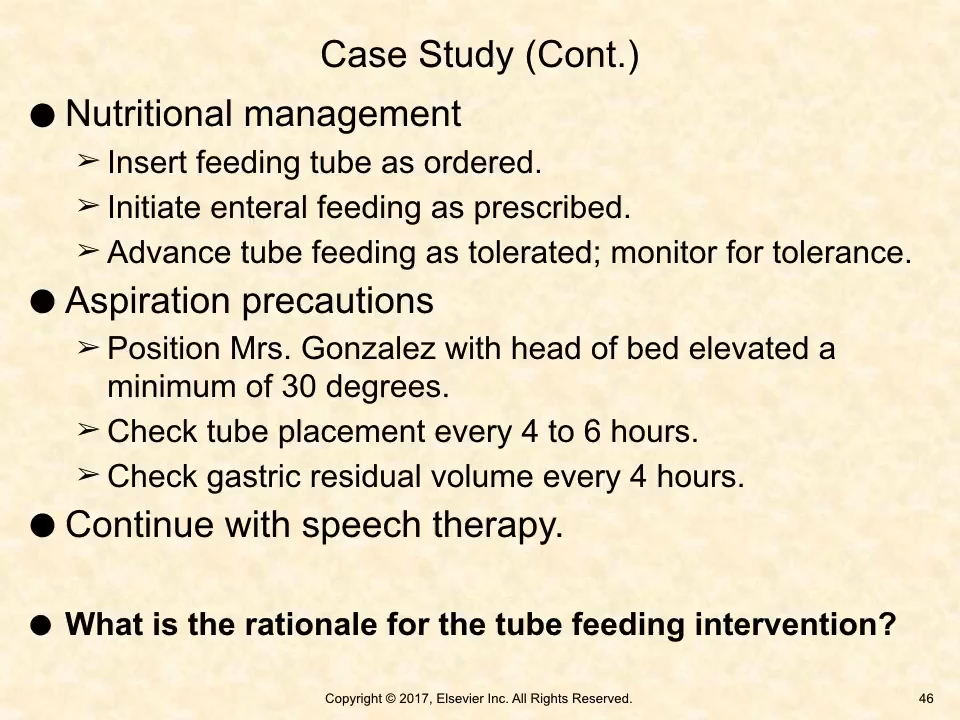 Case Study (Cont.)
● Nutritional management
➢ Insert feeding tube as ordered.
➢ Initiate enteral feeding as prescribed.
➢ Advance tube feeding as tolerated; monitor for tolerance.
● Aspiration precautions
➢ Position Mrs. Gonzalez with head of bed elevated a
minimum of 30 degrees.
➢ Check tube placement every 4 to 6 hours.
➢ Check gastric residual volume every 4 hours.
● Continue with speech therapy.
● What is the rationale for the tube feeding intervention?
Copyright © 2017, Elsevier Inc. All Rights Reserved.
46